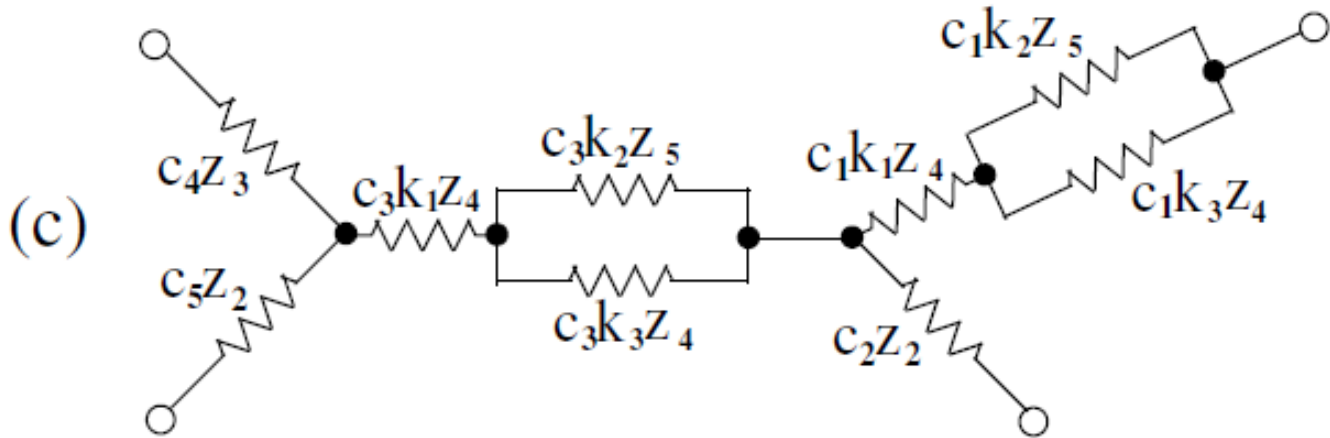 (c)
c₄z₃
c₅z₂
c₃k₁z₄
c₃k₂z₅
c₃k₃z₄
c₁k₁z₄
c₁k₂z₅
c₁k₃z₄
c₂z₂